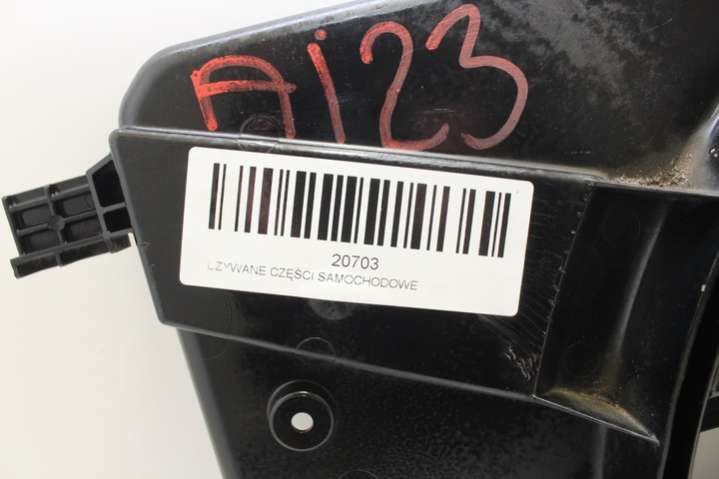 Ai23
20703
UŻYWANE CZĘŚCI SAMOCHODOWE